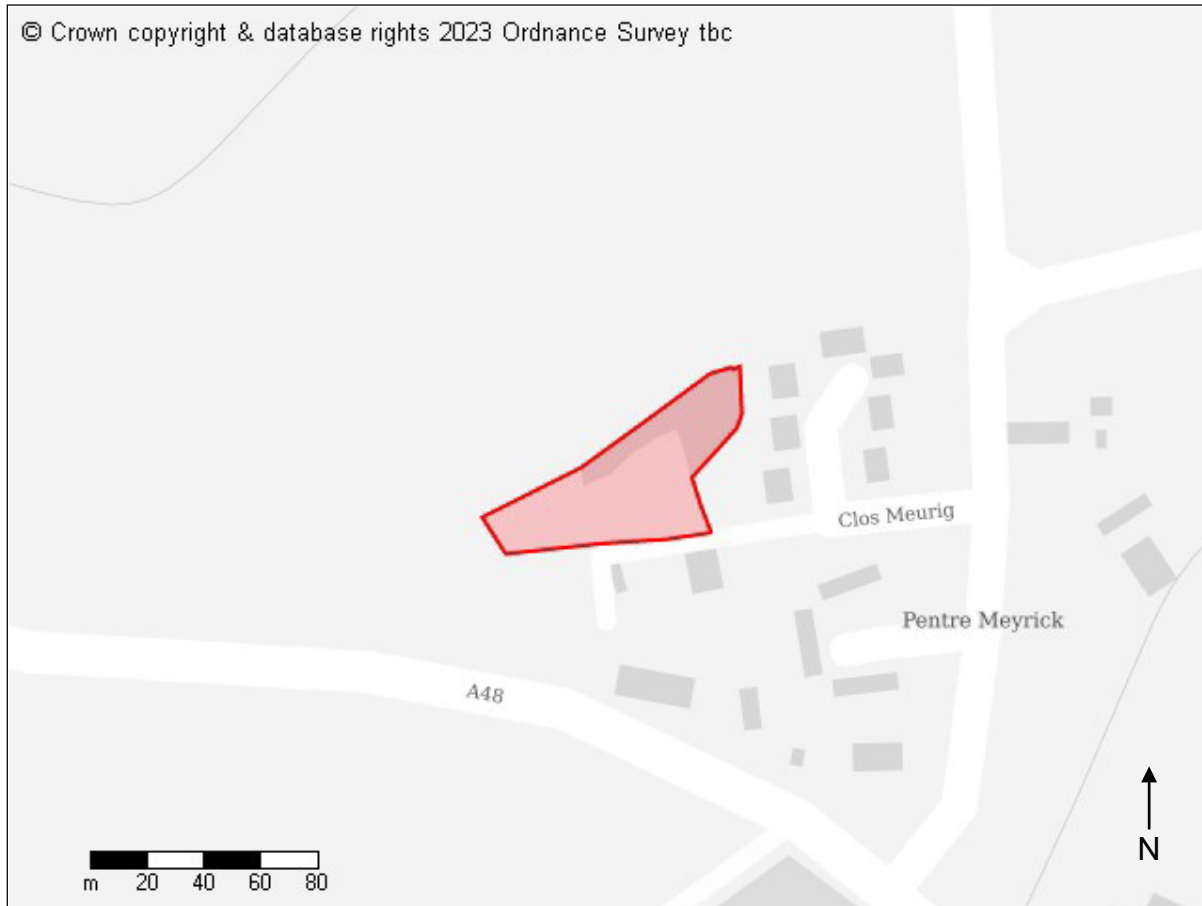 © Crown copyright & database rights 2023 Ordnance Survey tbc
Clos Meurig
Pentre Meyrick
A48
N
m 20 40 60 80